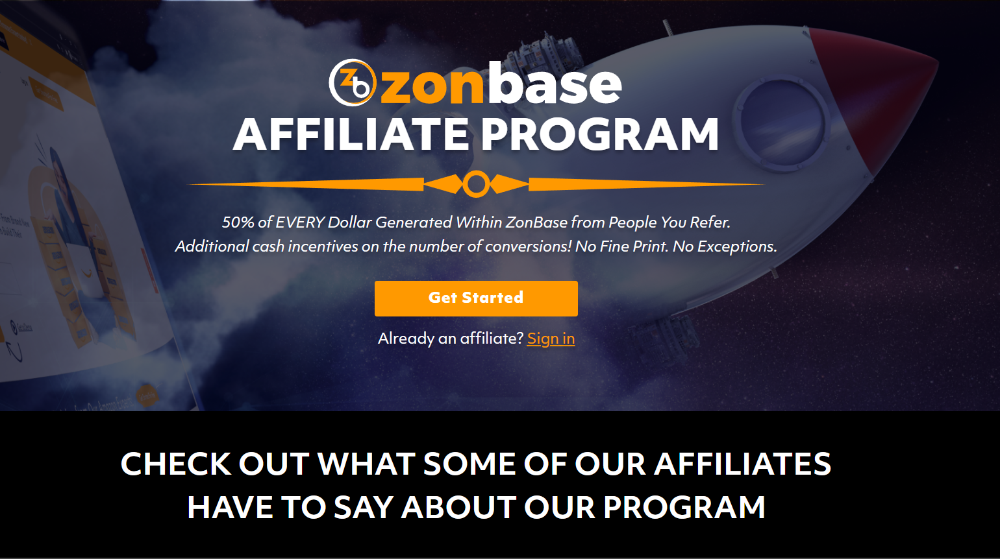 zb zonbase
AFFILIATE PROGRAM
50% of EVERY Dollar Generated Within ZonBase from People You Refer.
Additional cash incentives on the number of conversions! No Fine Print. No Exceptions.
Get Started
Already an affiliate? Sign in
CHECK OUT WHAT SOME OF OUR AFFILIATES
HAVE TO SAY ABOUT OUR PROGRAM